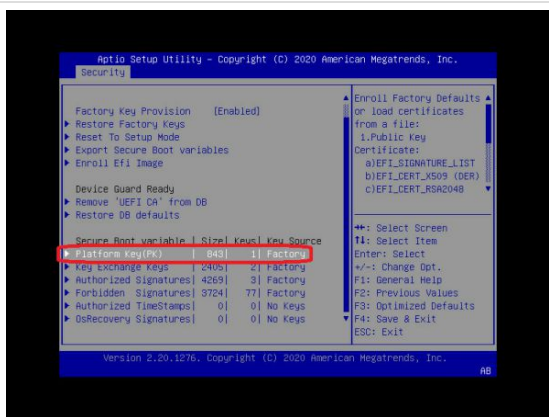 Aptio Setup Utility – Copyright (C) 2020 American Megatrends, Inc.
Security
Factory Key Provision [Enabled]
Restore Factory Keys
Reset To Setup Mode
Export Secure Boot variables
Enroll Efi Image
Device Guard Ready
Remove 'UEFI CA' from DB
Restore DB defaults
Secure Boot variable | Size| Keys| Key Source
Platform Key(PK) | 843| 1| Factory
Key Exchange Keys | 2405| 2| Factory
Authorized Signatures| 4269| 3| Factory
Forbidden Signatures| 3724| 77| Factory
Authorized TimeStamps| 0| 0| No Keys
OsRecovery Signatures| 0| 0| No Keys
Enroll Factory Defaults
or load certificates
from a file:
1.Public Key
Certificate:
a)EFI_SIGNATURE_LIST
b)EFI_CERT_X509 (DER)
c)EFI_CERT_RSA2048
→←: Select Screen
↑↓: Select Item
Enter: Select
+/-: Change Opt.
F1: General Help
F2: Previous Values
F3: Optimized Defaults
F4: Save & Exit
ESC: Exit
Version 2.20.1276. Copyright (C) 2020 American Megatrends, Inc.
AB